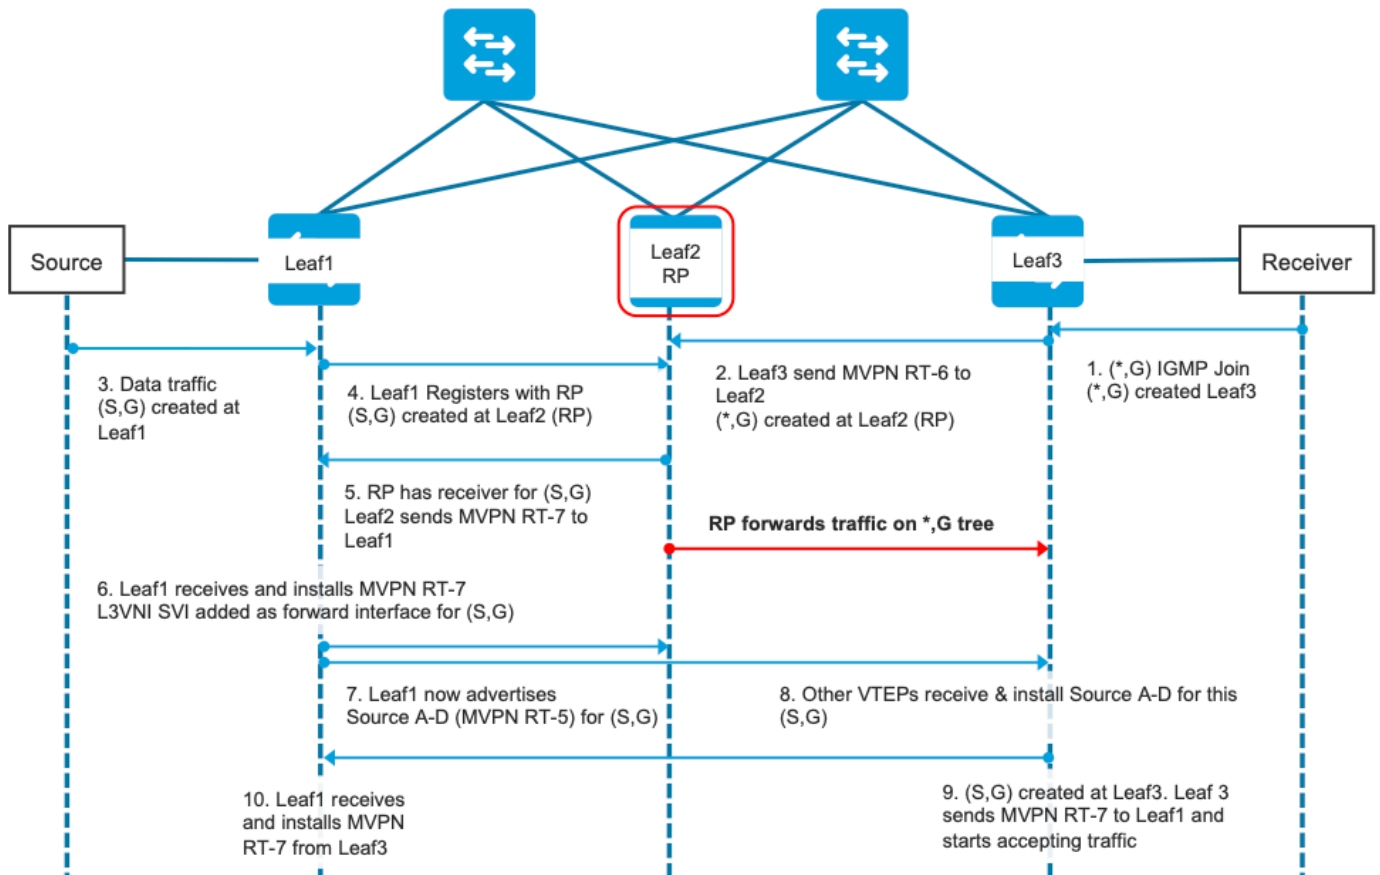 Source
Leaf1
Leaf2
RP
Leaf3
Receiver
1. (*,G) IGMP Join
(*,G) created Leaf3
2. Leaf3 send MVPN RT-6 to
Leaf2
(*,G) created at Leaf2 (RP)
3. Data traffic
(S,G) created at
Leaf1
4. Leaf1 Registers with RP
(S,G) created at Leaf2 (RP)
5. RP has receiver for (S,G)
Leaf2 sends MVPN RT-7 to
Leaf1
RP forwards traffic on *,G tree
6. Leaf1 receives and installs MVPN RT-7
L3VNI SVI added as forward interface for (S,G)
7. Leaf1 now advertises
Source A-D (MVPN RT-5) for (S,G)
8. Other VTEPs receive & install Source A-D for this
(S,G)
9. (S,G) created at Leaf3. Leaf 3
sends MVPN RT-7 to Leaf1 and
starts accepting traffic
10. Leaf1 receives
and installs MVPN
RT-7 from Leaf3